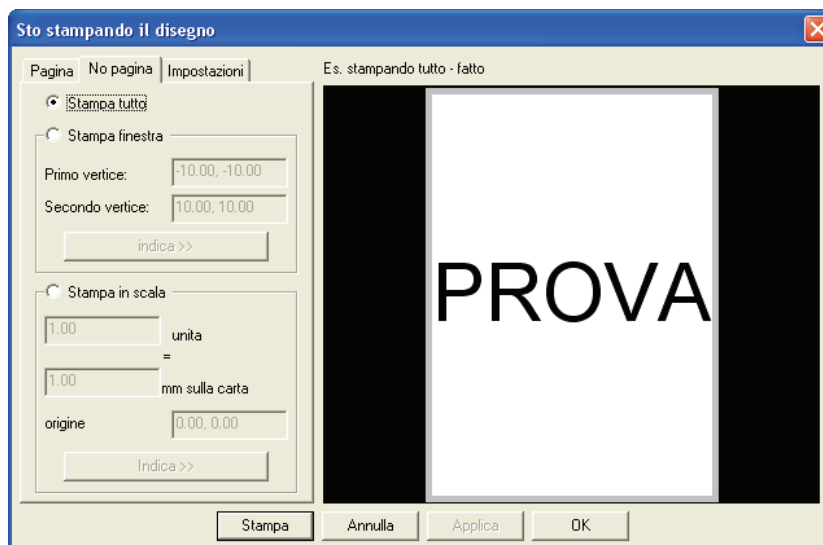 Sto stampando il disegno
Pagina No pagina Impostazioni
Es. stampando tutto - fatto
Stampa tutto
Stampa finestra
Primo vertice: -10.00, -10.00
Secondo vertice: 10.00, 10.00
indica >>
Stampa in scala
1.00 unita
=
1.00 mm sulla carta
origine 0.00, 0.00
Indica >>
PROVA
Stampa Annulla Applica OK